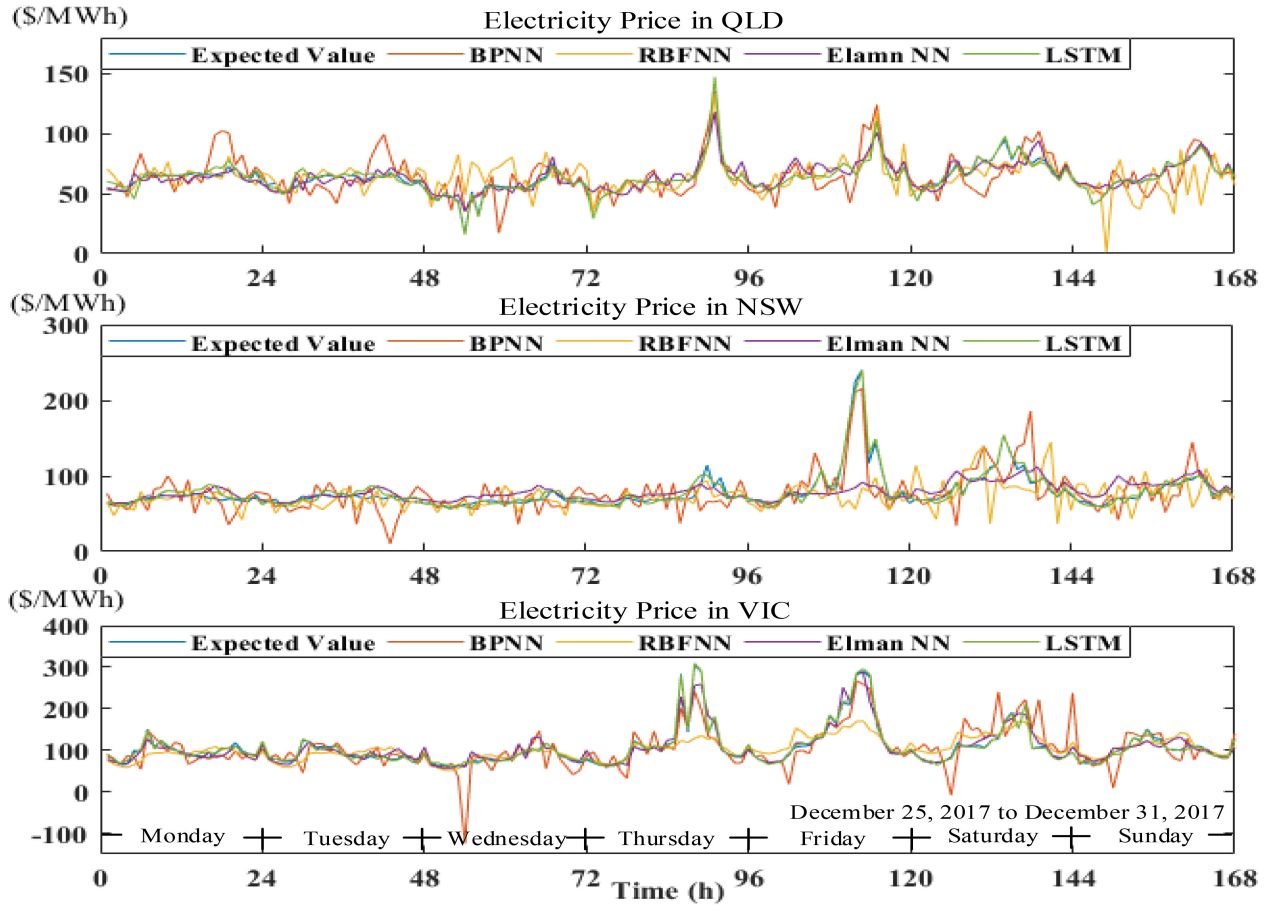 ($/MWh)
Electricity Price in QLD
Expected Value BPNN RBFNN Elamn NN LSTM
150
100
50
0
0 24 48 72 96 120 144 168
($/MWh)
Electricity Price in NSW
300
Expected Value BPNN RBFNN Elman NN LSTM
200
100
0
0 24 48 72 96 120 144 168
($/MWh)
Electricity Price in VIC
400
Expected Value BPNN RBFNN Elman NN LSTM
300
200
100
0
December 25, 2017 to December 31, 2017
-100
Monday Tuesday Wednesday Thursday Friday Saturday Sunday
0 24 48 72 96 120 144 168
Time (h)